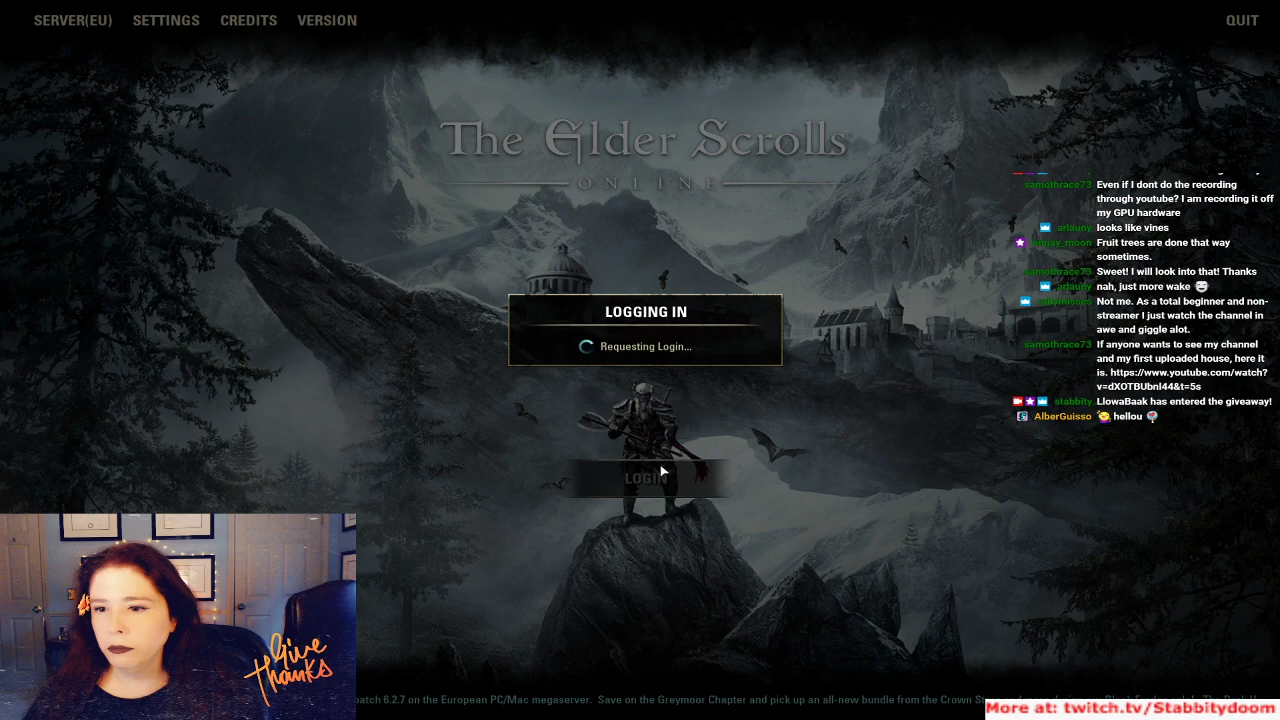 SERVER(EU) SETTINGS CREDITS VERSION QUIT
The Elder Scrolls
ONLINE
LOGGING IN
Requesting Login...
LOGIN
samothrace73 Even if I dont do the recording
through youtube? I am recording it off
my GPU hardware
arlauny looks like vines
Fruit trees are done that way
sometimes.
samothrace73 Sweet! I will look into that! Thanks
arlauny nah, just more wake
Not me. As a total beginner and non-
streamer I just watch the channel in
awe and giggle alot.
samothrace73 If anyone wants to see my channel
and my first uploaded house, here it
is. https://www.youtube.com/watch?
v=dXOTBUbnI44&t=5s
stabbity LlowaBaak has entered the giveaway!
AlberGuisso hellou
Give
thanks
patch 6.2.7 on the European PC/Mac megaserver. Save on the Greymoor Chapter and pick up an all-new bundle from the Crown
More at: twitch.tv/Stabbitydoom